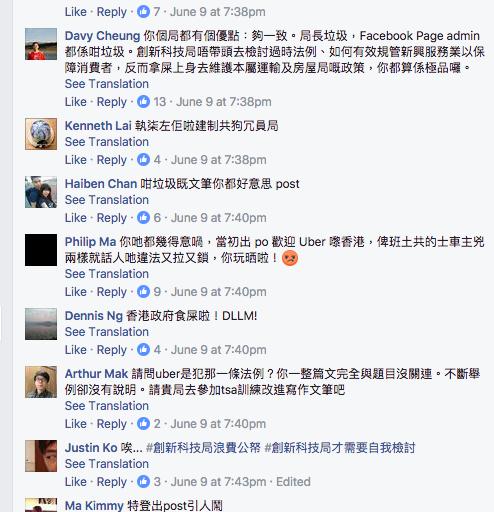 Like · Reply · 7 · June 9 at 7:38pm
Davy Cheung 你個局都有個優點：夠一致。局長垃圾，Facebook Page admin
都係咁垃圾。創新科技局唔帶頭去檢討過時法例、如何有效規管新興服務業以保
障消費者，反而拿屎上身去維護本屬運輸及房屋局嘅政策，你都算係極品囉。
See Translation
Like · Reply · 13 · June 9 at 7:38pm
Kenneth Lai 執柒左佢啦建制共狗冗員局
See Translation
Like · Reply · 4 · June 9 at 7:38pm
Haiben Chan 咁垃圾既文筆你都好意思 post
See Translation
Like · Reply · 6 · June 9 at 7:40pm
Philip Ma 你哋都幾得意喎，當初出 po 歡迎 Uber 嚟香港，俾班土共的士車主兇
兩樣就話人哋違法又拉又鎖，你玩晒啦！
See Translation
Like · Reply · 9 · June 9 at 7:40pm
Dennis Ng 香港政府食屎啦！DLLM!
See Translation
Like · Reply · 4 · June 9 at 7:40pm
Arthur Mak 請問uber是犯那一條法例？你一整篇文完全與題目沒關連。不斷舉
例卻沒有說明。請貴局去參加tsa訓練改進寫作文筆吧
See Translation
Like · Reply · 2 · June 9 at 7:40pm
Justin Ko 唉... #創新科技局浪費公帑 #創新科技局才需要自我檢討
See Translation
Like · Reply · 3 · June 9 at 7:43pm · Edited
Ma Kimmy 特登出post引人鬧